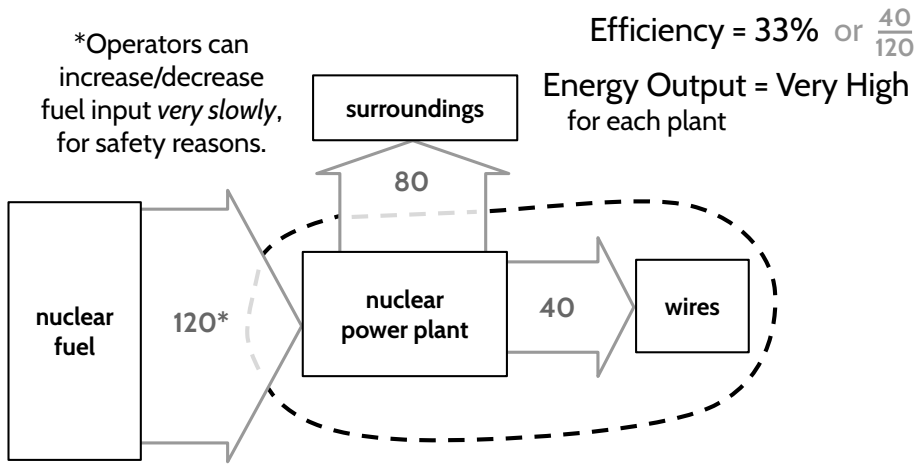 *Operators can
increase/decrease
fuel input very slowly,
for safety reasons.
Efficiency = 33% or 40/120
Energy Output = Very High
for each plant
surroundings
80
nuclear
fuel
120*
nuclear
power plant
40
wires